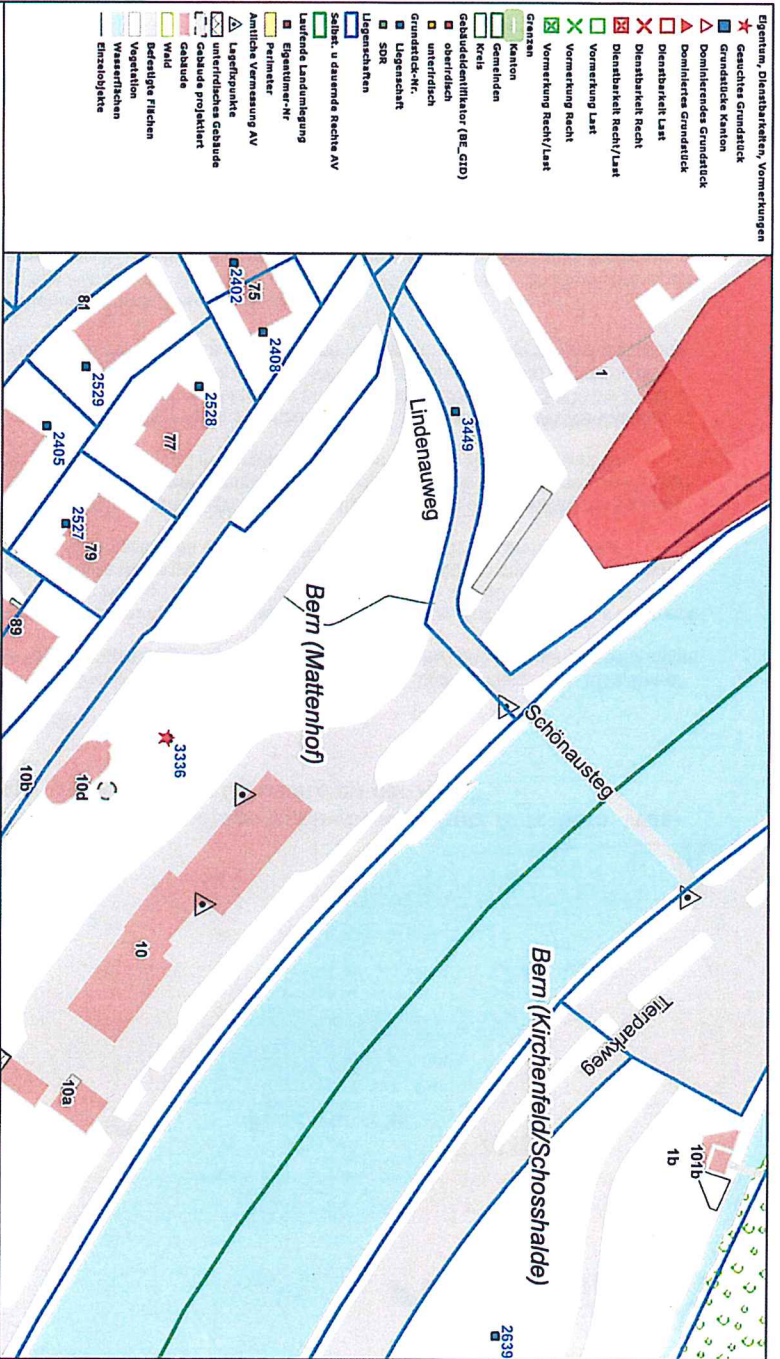 Eigentum, Dienstbarkeiten, Vormerkungen
Gesuchtes Grundstück
Grundstücke Kanton
Dominierendes Grundstück
Dominiertes Grundstück
Dienstbarkeit Last
Dienstbarkeit Recht
Dienstbarkeit Recht/Last
Vormerkung Last
Vormerkung Recht
Vormerkung Recht/Last
Grenzen
Kanton
Gemeinden
Kreis
Gebäudeidentifikator (BE_GID)
oberirdisch
unterirdisch
Grundstück-Nr.
Liegenschaft
SDR
Liegenschaften
Selbst. u dauernde Rechte AV
Laufende Landumlegung
Eigentümer-Nr
Perimeter
Amtliche Vermessung AV
Lagefixpunkte
unterirdisches Gebäude
Gebäude projektiert
Gebäude
Wald
Befestigte Flächen
Vegetation
Wasserflächen
Einzelobjekte
1
3449
Lindenauweg
75
2402
2408
81
2529
2528
77
2405
2527
79
89
Bern (Mattenhof)
Schönausteg
3336
10d
10b
10
10a
Tierparkweg
Bern (Kirchenfeld/Schosshalde)
101b
1b
2639